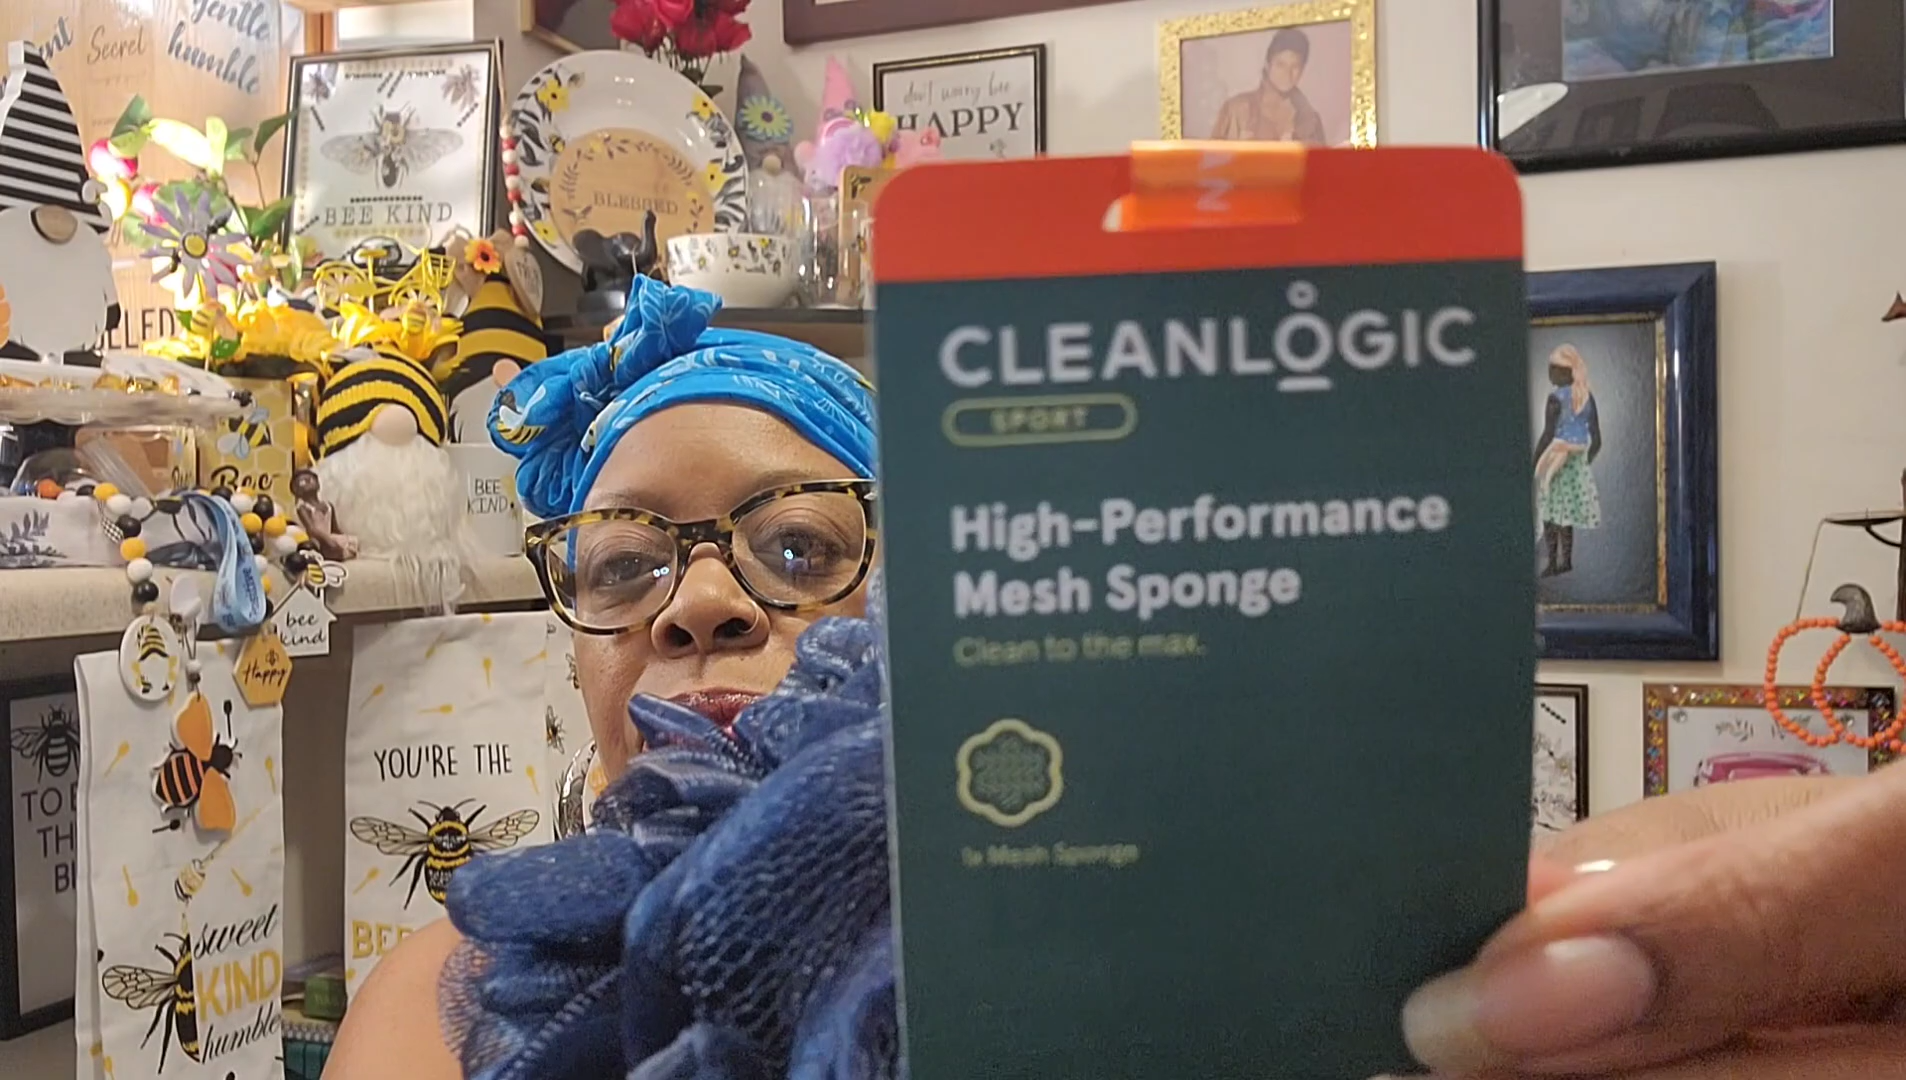 Secret
gentle
humble
BEE KIND
BLESSED
don't worry bee
HAPPY
CLEANLOGIC
SPORT
High-Performance
Mesh Sponge
Clean to the max.
1x Mesh Sponge
Bee
BEE
KIND.
bee
kind
Happy
YOU'RE THE
sweet
KIND
humble